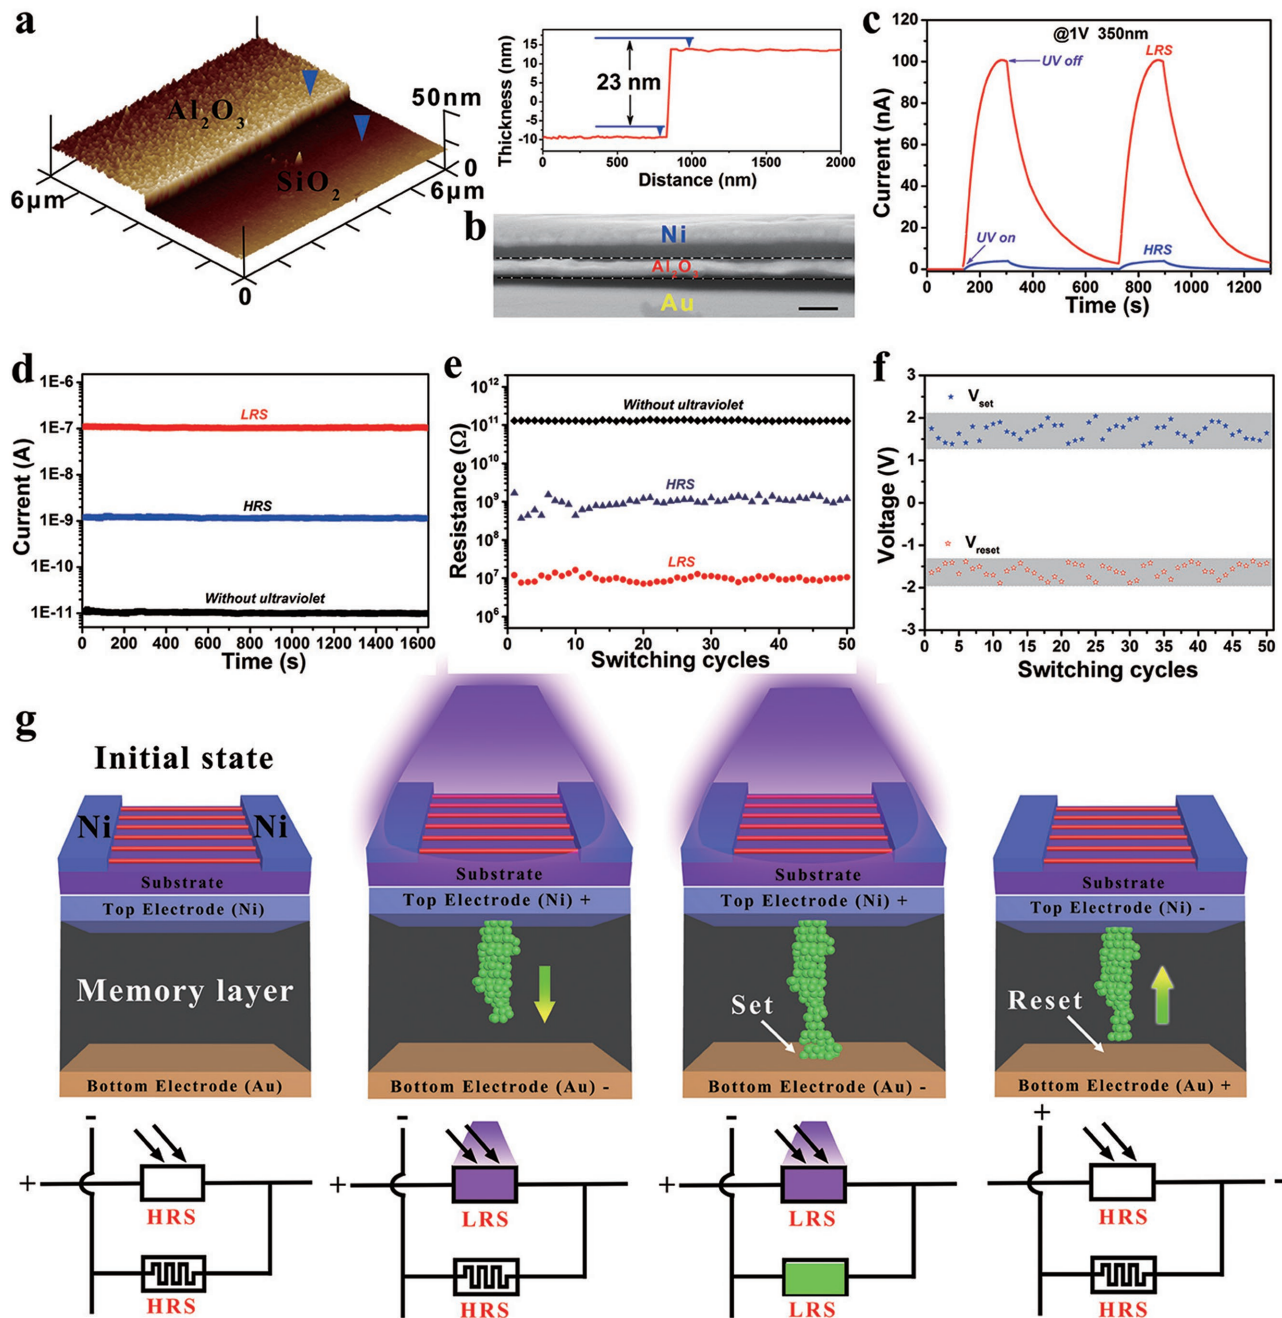 a
Al2O3
SiO2
50nm
0
6μm
6μm
0
Thickness (nm)
15
10
5
0
-5
-10
23 nm
0
500
1000
1500
2000
Distance (nm)
b
Ni
Al2O3
Au
c
Current (nA)
120
100
80
60
40
20
0
@1V 350nm
LRS
UV off
UV on
HRS
0
200
400
600
800
1000
1200
Time (s)
d
Current (A)
1E-6
1E-7
1E-8
1E-9
1E-10
1E-11
LRS
HRS
Without ultraviolet
0 200 400 600 800 1000 1200 1400 1600
Time (s)
e
Resistance (Ω)
10^12
10^11
10^10
10^9
10^8
10^7
10^6
Without ultraviolet
HRS
LRS
0 10 20 30 40 50
Switching cycles
f
Voltage (V)
3
2
1
0
-1
-2
-3
Vset
Vreset
0 5 10 15 20 25 30 35 40 45 50
Switching cycles
g
Initial state
Ni
Ni
Substrate
Top Electrode (Ni)
Memory layer
Bottom Electrode (Au)
Substrate
Top Electrode (Ni) +
Bottom Electrode (Au) -
Substrate
Top Electrode (Ni) +
Set
Bottom Electrode (Au) -
Substrate
Top Electrode (Ni) -
Reset
Bottom Electrode (Au) +
-
+
HRS
HRS
-
+
LRS
HRS
-
+
LRS
LRS
+
-
HRS
HRS